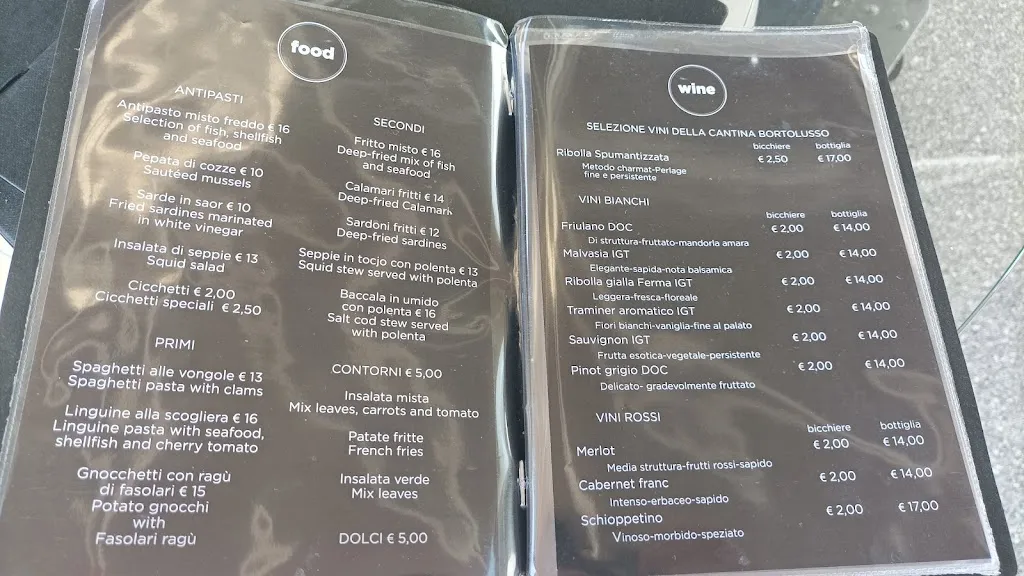 food
ANTIPASTI
Antipasto misto freddo € 16
Selection of fish, shellfish
and seafood
Pepata di cozze € 10
Sautéed mussels
Sarde in saor € 10
Fried sardines marinated
in white vinegar
Insalata di seppie € 13
Squid salad
Cicchetti € 2,00
Cicchetti speciali € 2,50
PRIMI
Spaghetti alle vongole € 13
Spaghetti pasta with clams
Linguine alla scogliera € 16
Linguine pasta with seafood,
shellfish and cherry tomato
Gnocchetti con ragù
di fasolari € 15
Potato gnocchi
with
Fasolari ragù
SECONDI
Fritto misto € 16
Deep-fried mix of fish
and seafood
Calamari fritti € 14
Deep-fried Calamari
Sardoni fritti € 12
Deep-fried sardines
Seppie in tocjo con polenta € 13
Squid stew served with polenta
Baccala in umido
con polenta € 16
Salt cod stew served
with polenta
CONTORNI € 5,00
Insalata mista
Mix leaves, carrots and tomato
Patate fritte
French fries
Insalata verde
Mix leaves
DOLCI € 5,00
wine
SELEZIONE VINI DELLA CANTINA BORTOLUSSO
bicchiere bottiglia
Ribolla Spumantizzata € 2,50 € 17,00
Metodo charmat-Perlage
fine e persistente
VINI BIANCHI
bicchiere bottiglia
Friulano DOC € 2,00 € 14,00
Di struttura-fruttato-mandorla amara
Malvasia IGT € 2,00 € 14,00
Elegante-sapida-nota balsamica
Ribolla gialla Ferma IGT € 2,00 € 14,00
Leggera-fresca-floreale
Traminer aromatico IGT € 2,00 € 14,00
Fiori bianchi-vaniglia-fine al palato
Sauvignon IGT € 2,00 € 14,00
Frutta esotica-vegetale-persistente
Pinot grigio DOC € 2,00 € 14,00
Delicato- gradevolmente fruttato
VINI ROSSI
bicchiere bottiglia
Merlot € 2,00 € 14,00
Media struttura-frutti rossi-sapido
Cabernet franc € 2,00 € 14,00
Intenso-erbaceo-sapido
Schioppetino € 2,00 € 17,00
Vinoso-morbido-speziato